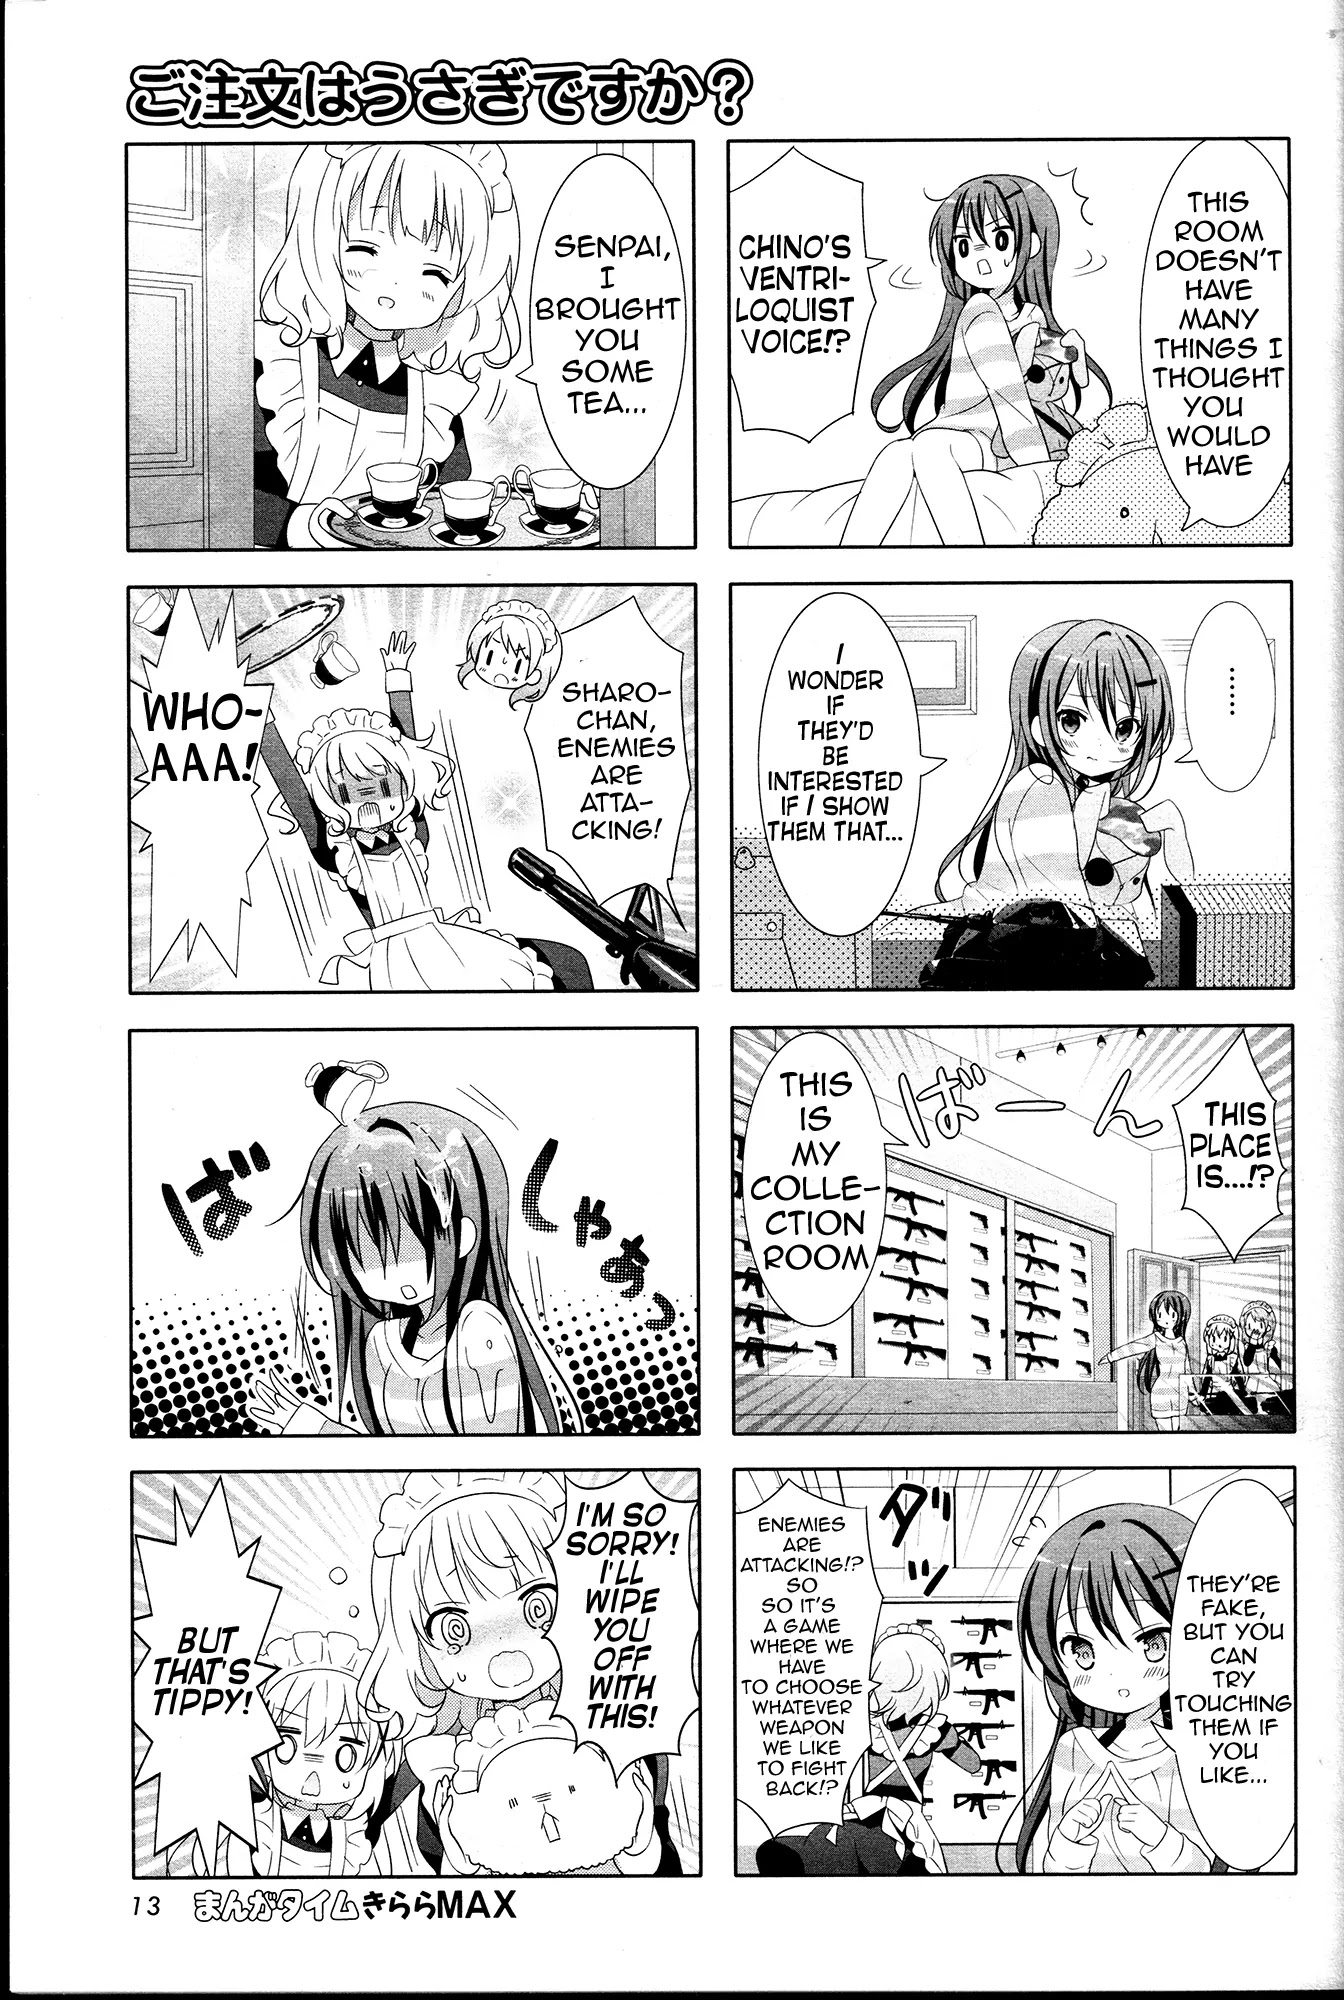 ご注文はうさぎですか？
THIS
ROOM
DOESN'T
HAVE
MANY
THINGS I
THOUGHT
YOU
WOULD
HAVE
CHINO'S
VENTRI-
LOQUIST
VOICE!?
......
I
WONDER
IF
THEY'D
BE
INTERESTED
IF I SHOW
THEM THAT...
THIS
PLACE
IS....!?
ばーん
THIS
IS
MY
COLLE-
CTION
ROOM
THEY'RE
FAKE,
BUT YOU
CAN
TRY
TOUCHING
THEM IF
YOU
LIKE...
ダッ
ENEMIES
ARE
ATTACKING!?
SO
SO IT'S
A GAME
WHERE WE
HAVE
TO CHOOSE
WHATEVER
WEAPON
WE LIKE
TO FIGHT
BACK!?
SENPAI,
I
BROUGHT
YOU
SOME
TEA...
SHARO-
CHAN,
ENEMIES
ARE
ATTA-
CKING!
WHO-
AAA!
ばしゃぁっ
I'M SO
SORRY!
I'LL
WIPE
YOU
OFF
WITH
THIS!
BUT
THAT'S
TIPPY!
13 まんがタイムきららMAX